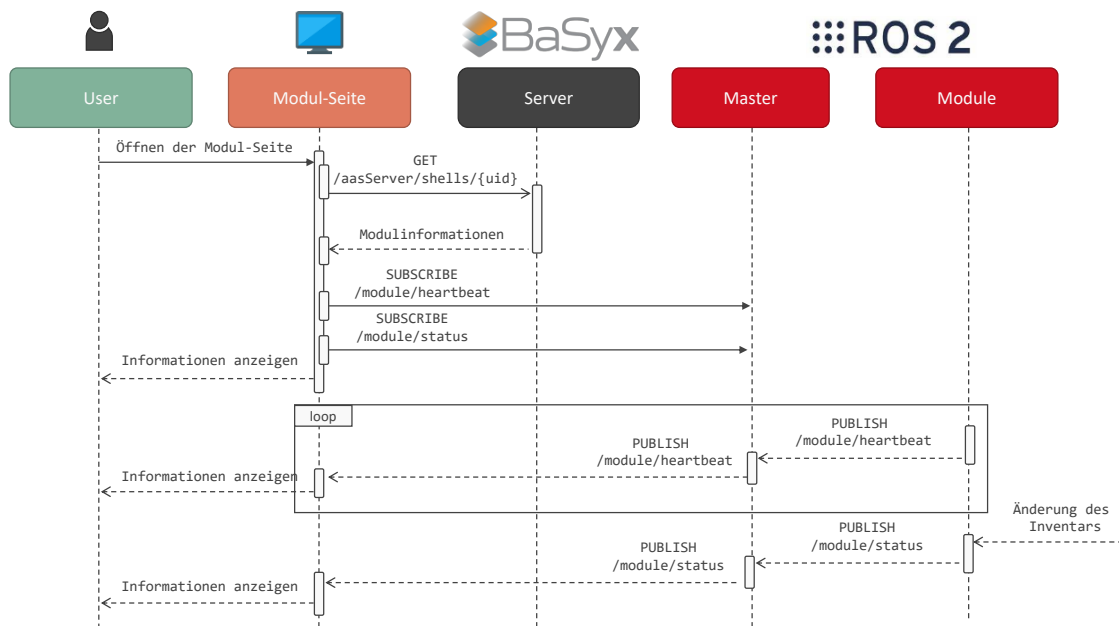 BaSyx
ROS 2
User
Modul-Seite
Server
Master
Module
Öffnen der Modul-Seite
GET
/aasServer/shells/{uid}
Modulinformationen
SUBSCRIBE
/module/heartbeat
SUBSCRIBE
/module/status
Informationen anzeigen
loop
PUBLISH
/module/heartbeat
PUBLISH
/module/heartbeat
Informationen anzeigen
Änderung des
Inventars
PUBLISH
/module/status
PUBLISH
/module/status
Informationen anzeigen